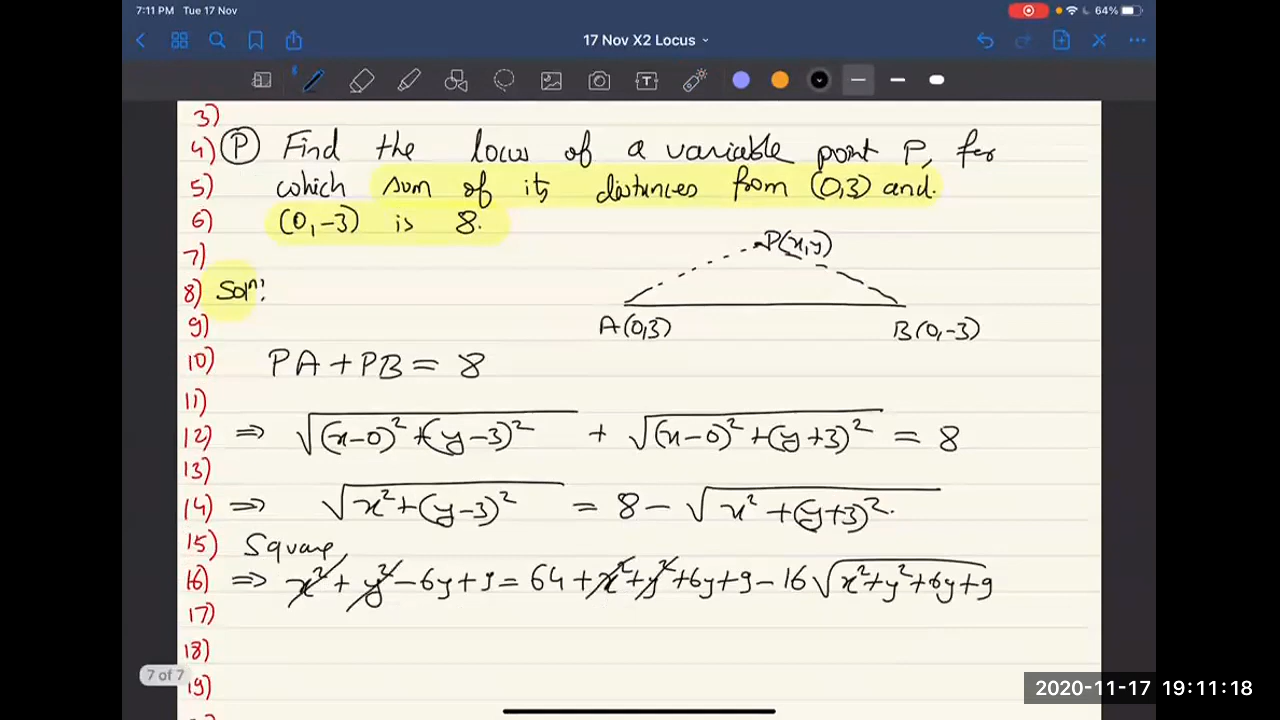 7:11 PM Tue 17 Nov
64%
17 Nov X2 Locus
3)
4) (P) Find the locus of a variable point P, for
5) which sum of its distances from (0,3) and.
6) (0,-3) is 8.
7) P(x,y)
8) Solⁿ:
9) A(0,3) B(0,-3)
10) PA + PB = 8
11)
12) ⇒ √((x-0)² + (y-3)²) + √((x-0)² + (y+3)²) = 8
13)
14) ⇒ √(x² + (y-3)²) = 8 - √(x² + (y+3)²).
15) Square,
16) ⇒ x² + y² - 6y + 9 = 64 + x² + y² + 6y + 9 - 16 √(x² + y² + 6y + 9)
17)
18)
19)
7 of 7
2020-11-17 19:11:18